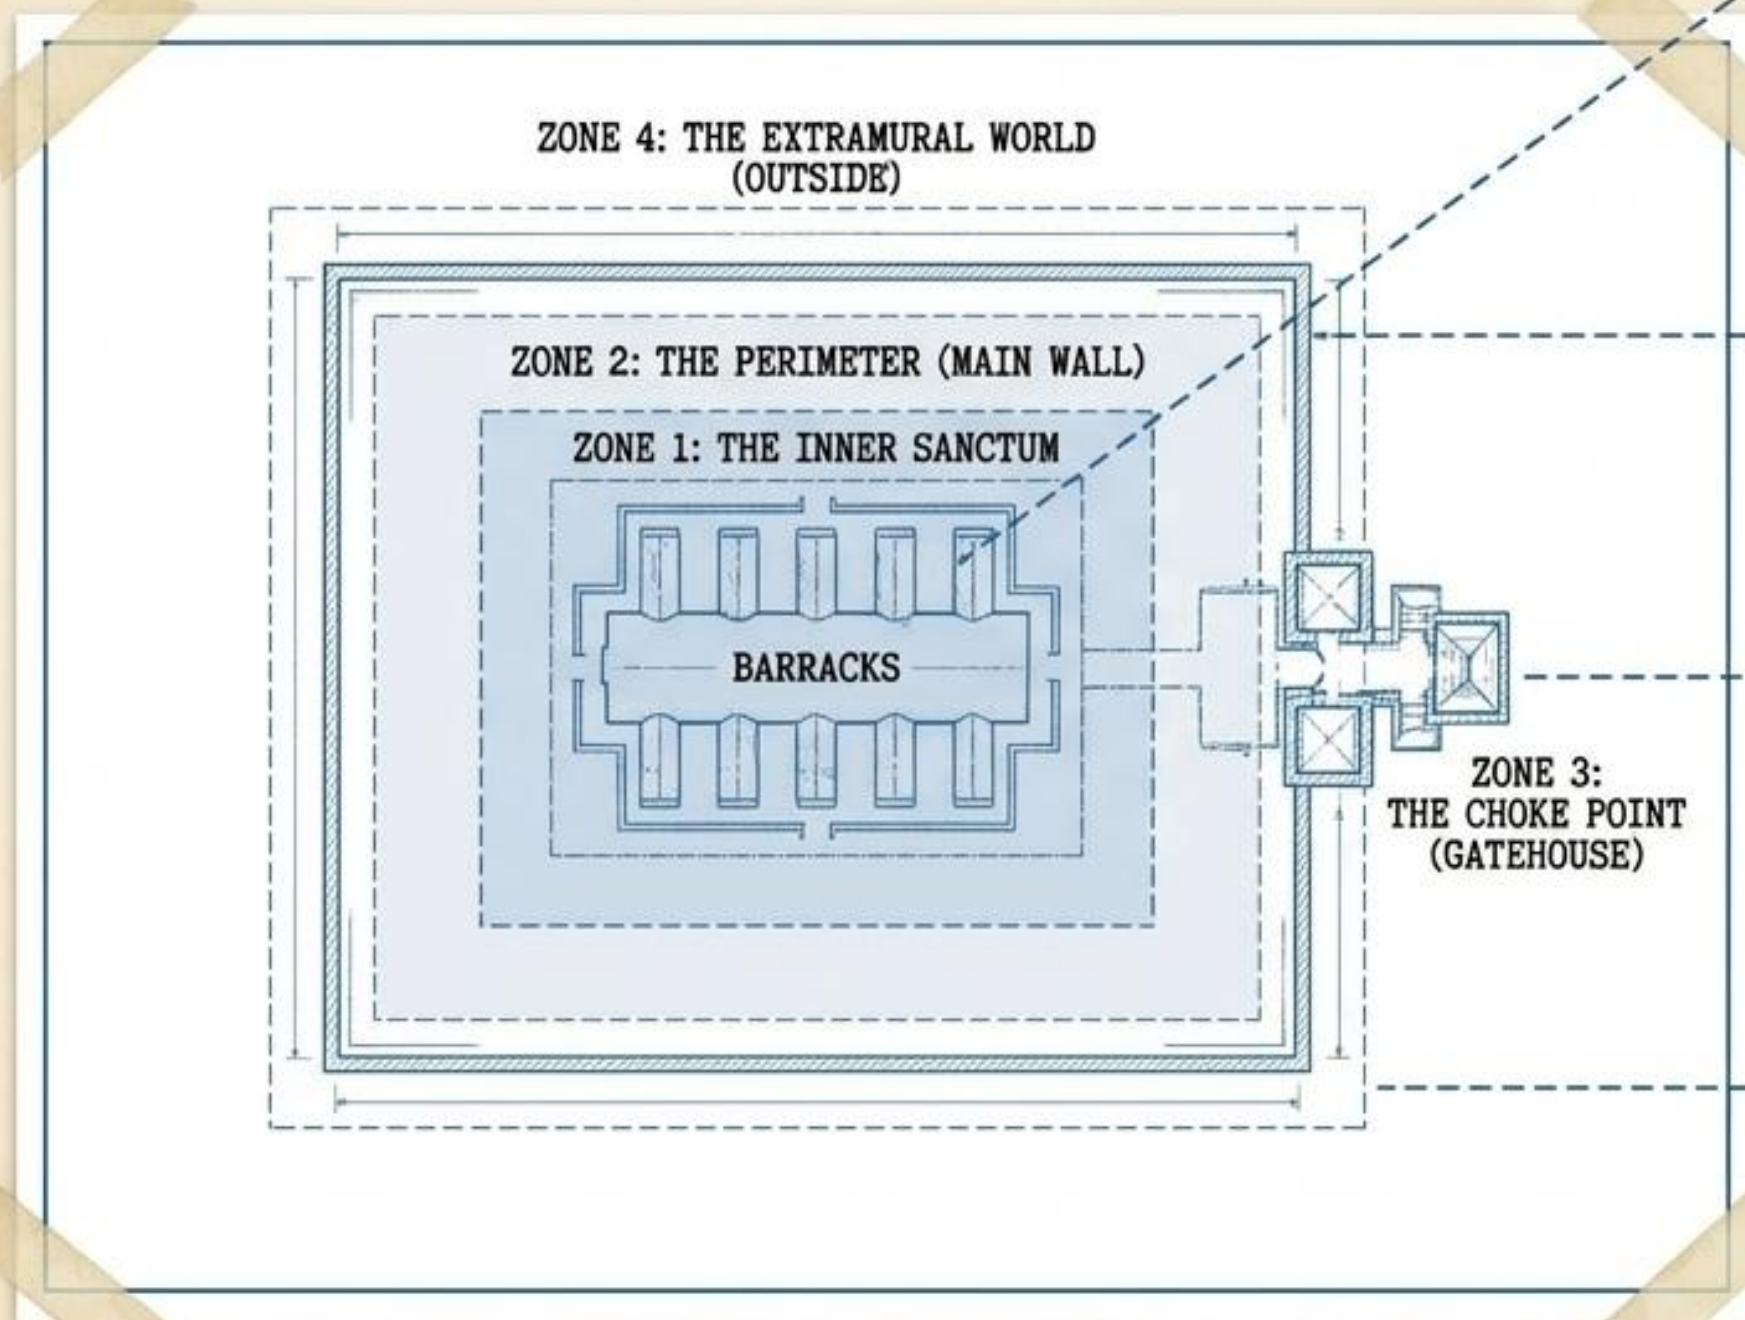 ZONE 4: THE EXTRAMURAL WORLD
(OUTSIDE)
ZONE 2: THE PERIMETER (MAIN WALL)
ZONE 1: THE INNER SANCTUM
BARRACKS
ZONE 3:
THE CHOKE POINT
(GATEHOUSE)